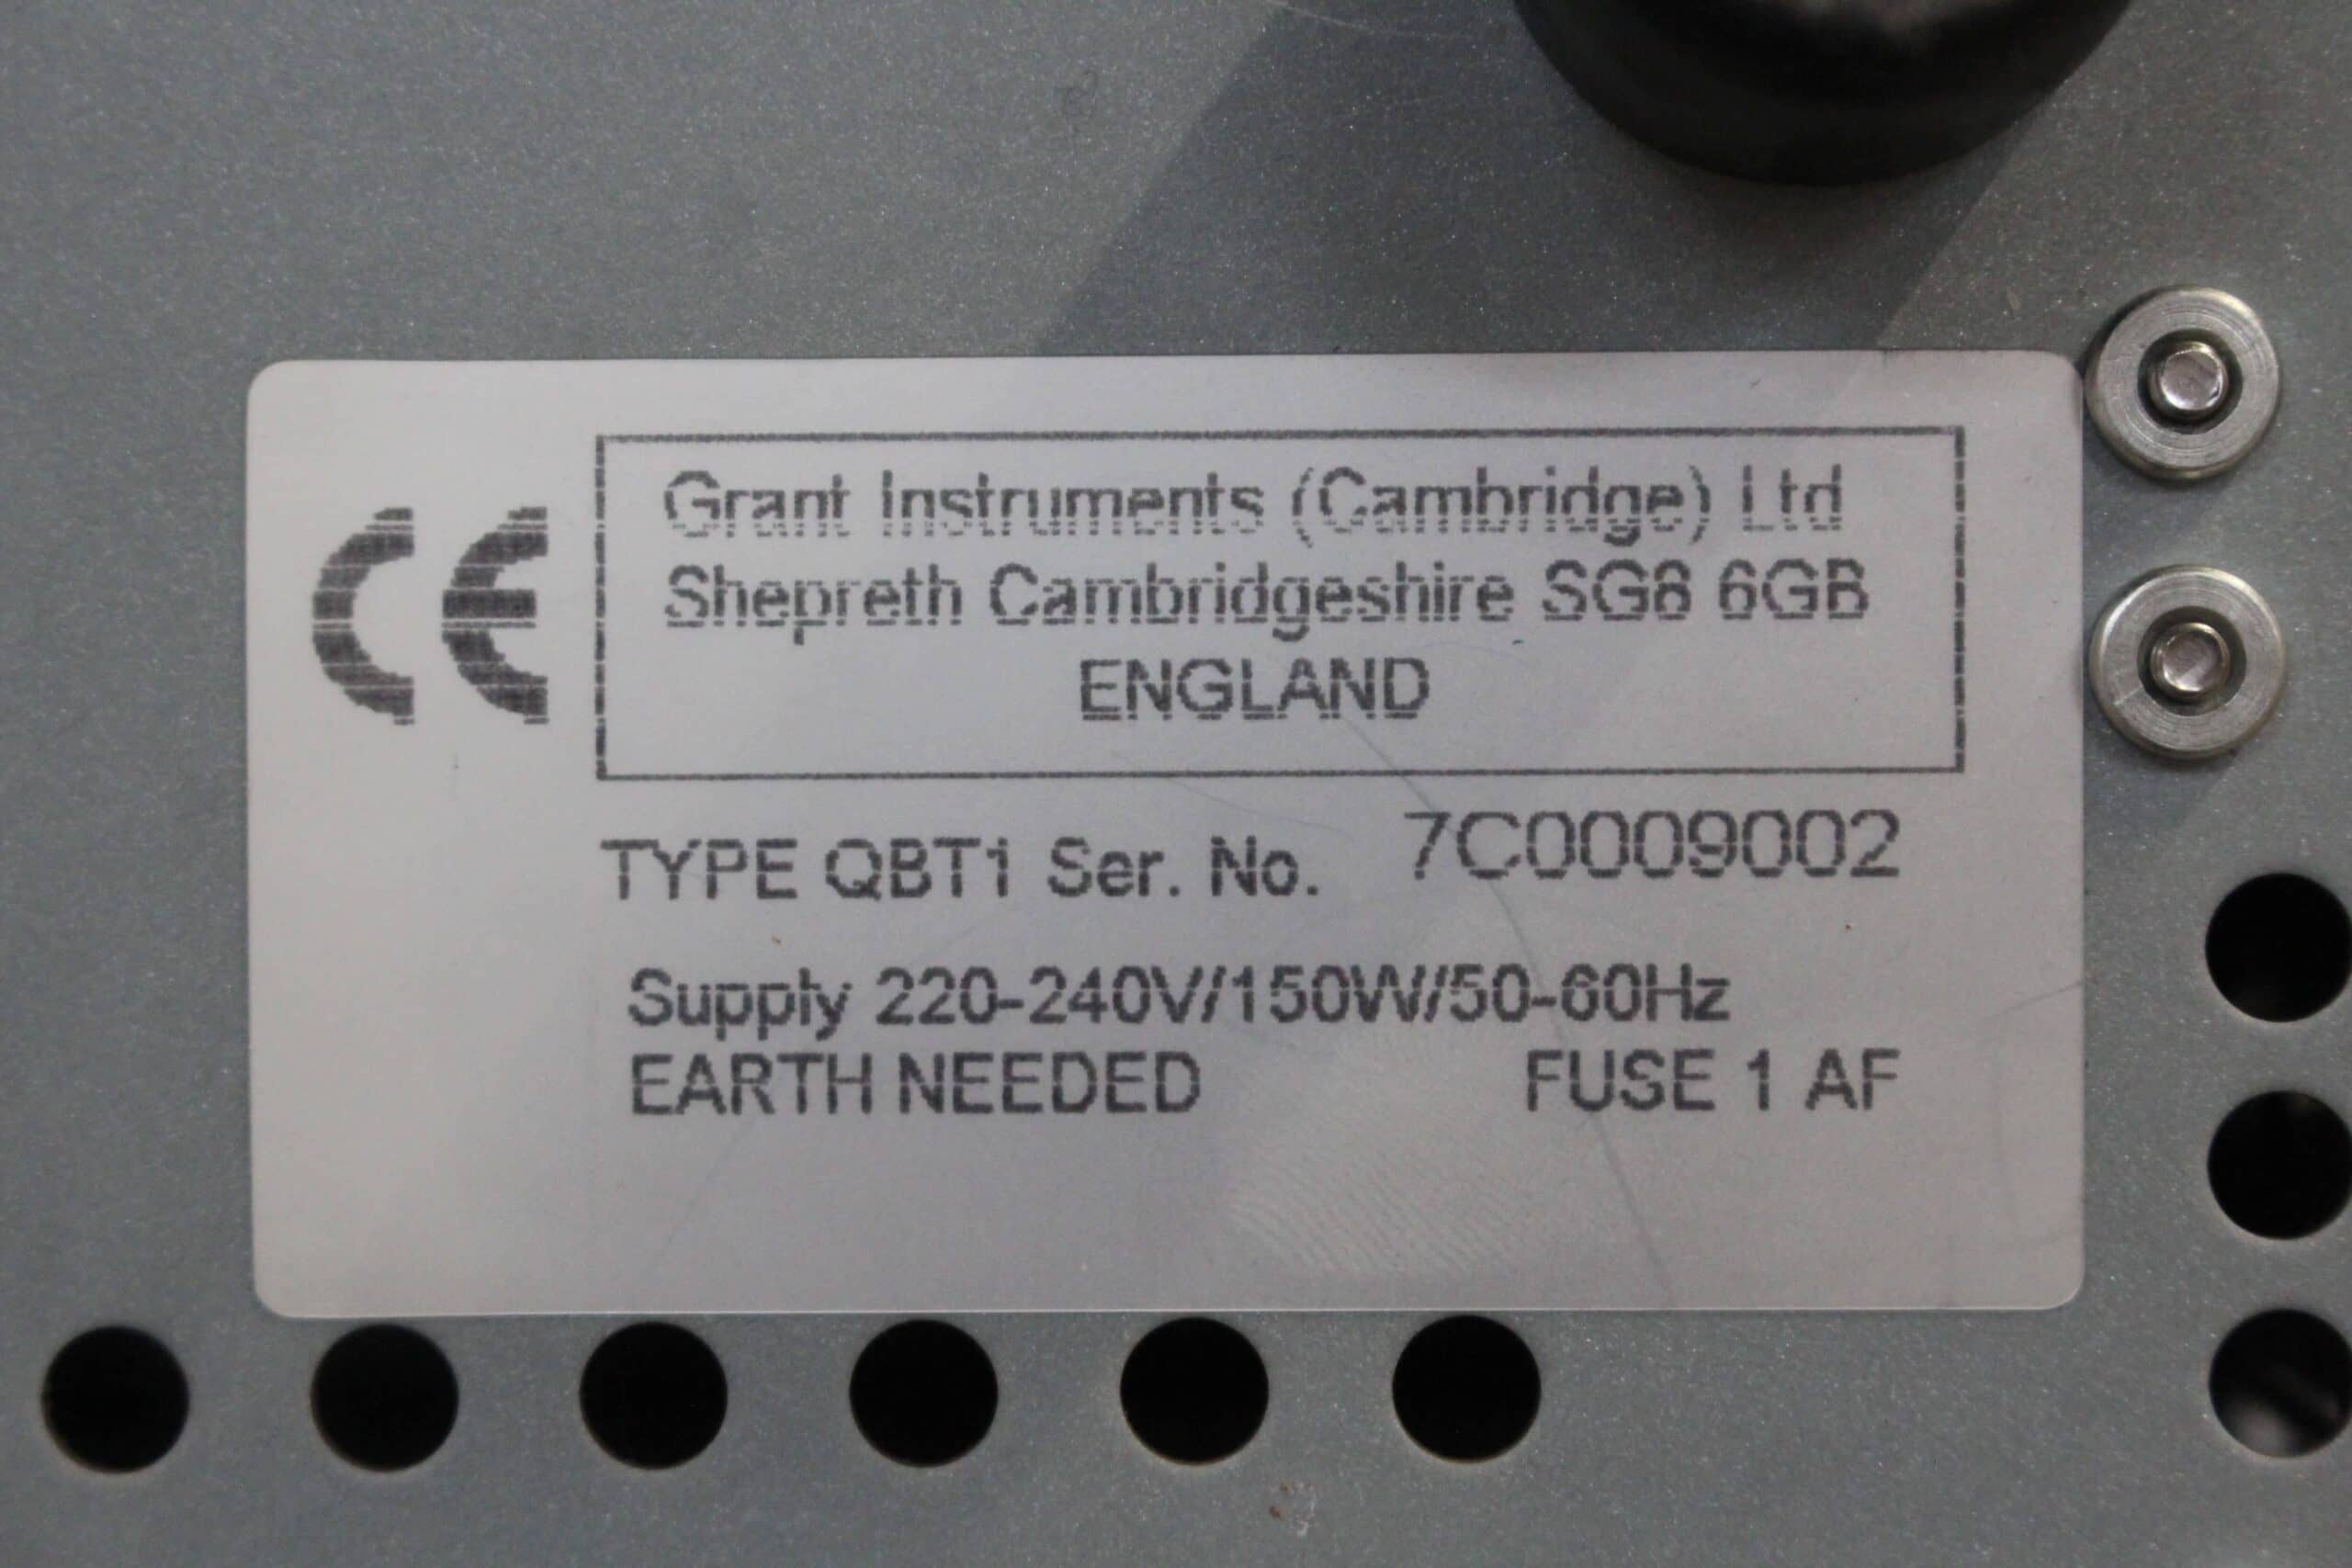 CE
Grant Instruments (Cambridge) Ltd
Shepreth Cambridgeshire SG8 6GB
ENGLAND
TYPE QBT1 Ser. No. 7C0009002
Supply 220-240V/150W/50-60Hz
EARTH NEEDED FUSE 1 AF